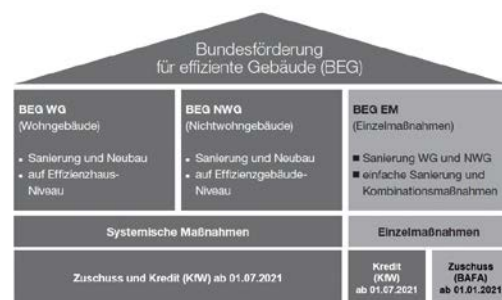 Bundesförderung
für effiziente Gebäude (BEG)
BEG WG
(Wohngebäude)
• Sanierung und Neubau
• auf Effizienzhaus-
Niveau
BEG NWG
(Nichtwohngebäude)
• Sanierung und Neubau
• auf Effizienzgebäude-
Niveau
BEG EM
(Einzelmaßnahmen)
■ Sanierung WG und NWG
■ einfache Sanierung und
Kombinationsmaßnahmen
Systemische Maßnahmen
Einzelmaßnahmen
Zuschuss und Kredit (KfW) ab 01.07.2021
Kredit
(KfW)
ab 01.07.2021
Zuschuss
(BAFA)
ab 01.01.2021